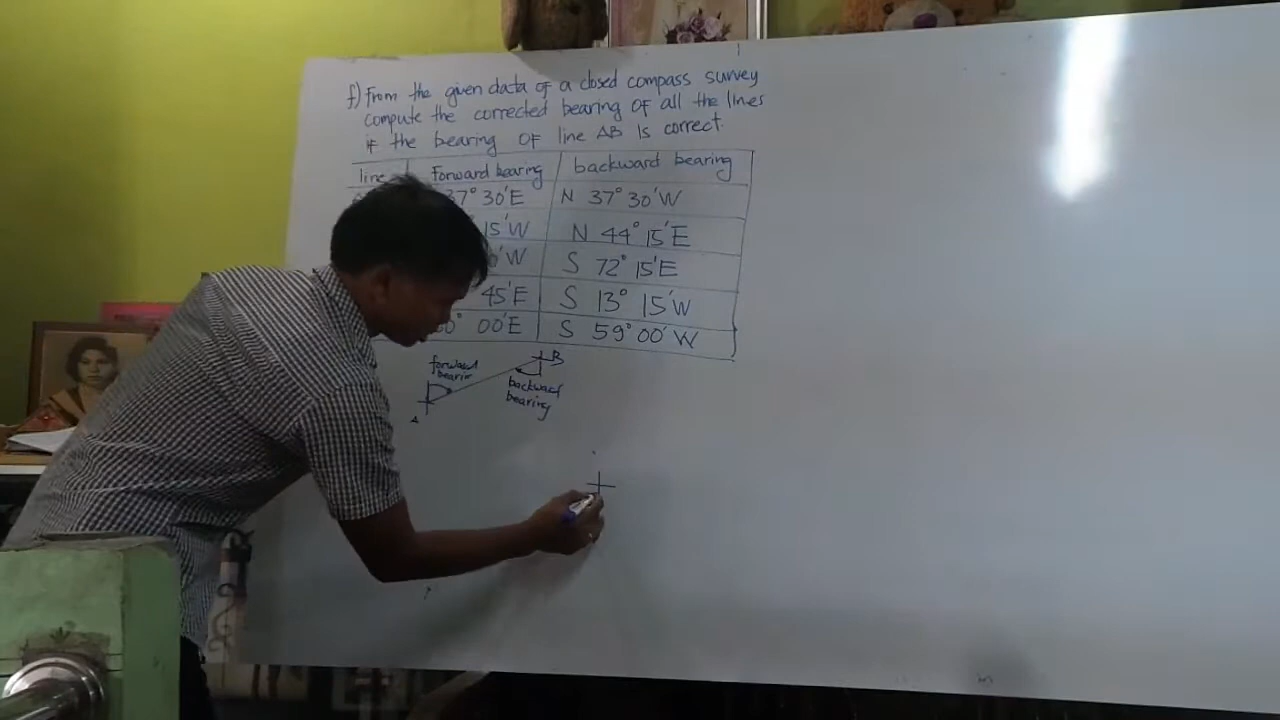 f) From the given data of a closed compass survey
compute the corrected bearing of all the lines
if the bearing of line AB is correct.
line Forward bearing backward bearing
37° 30'E N 37° 30'W
15'W N 44° 15'E
0'W S 72° 15'E
45'E S 13° 15'W
00'E S 59° 00'W
forward
bearin
B
backward
bearing
A